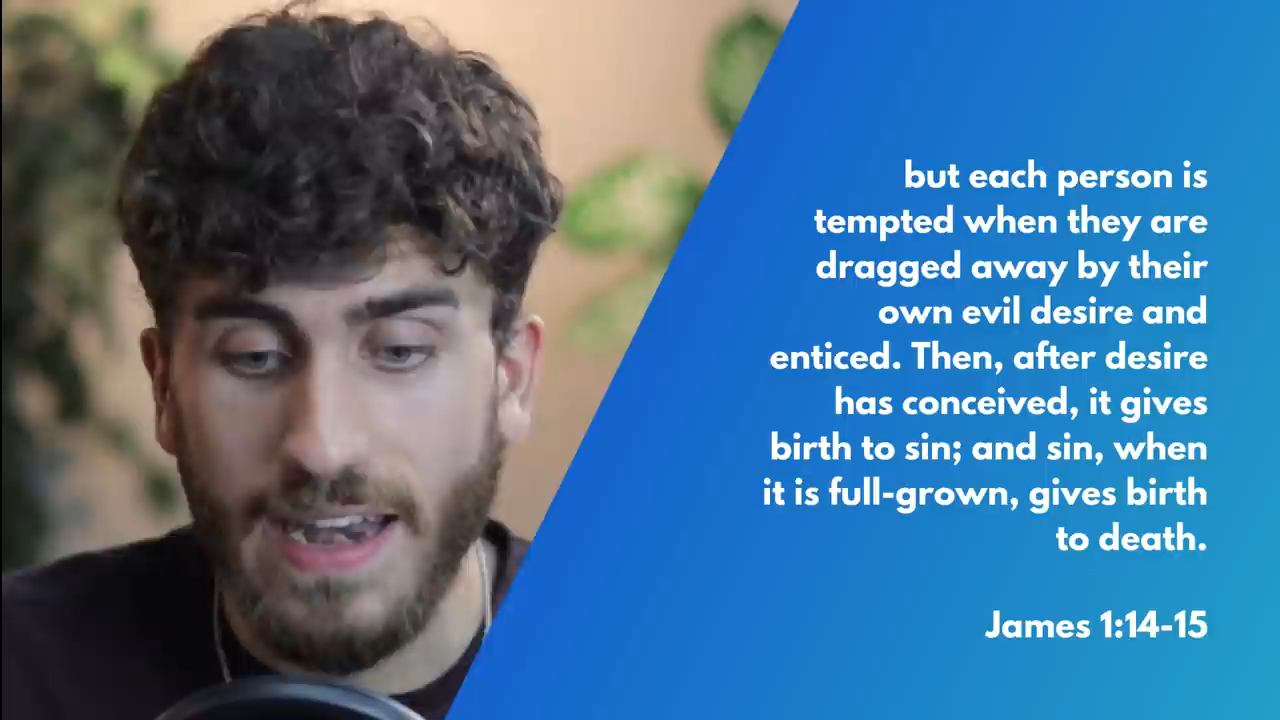 but each person is
tempted when they are
dragged away by their
own evil desire and
enticed. Then, after desire
has conceived, it gives
birth to sin; and sin, when
it is full-grown, gives birth
to death.
James 1:14-15